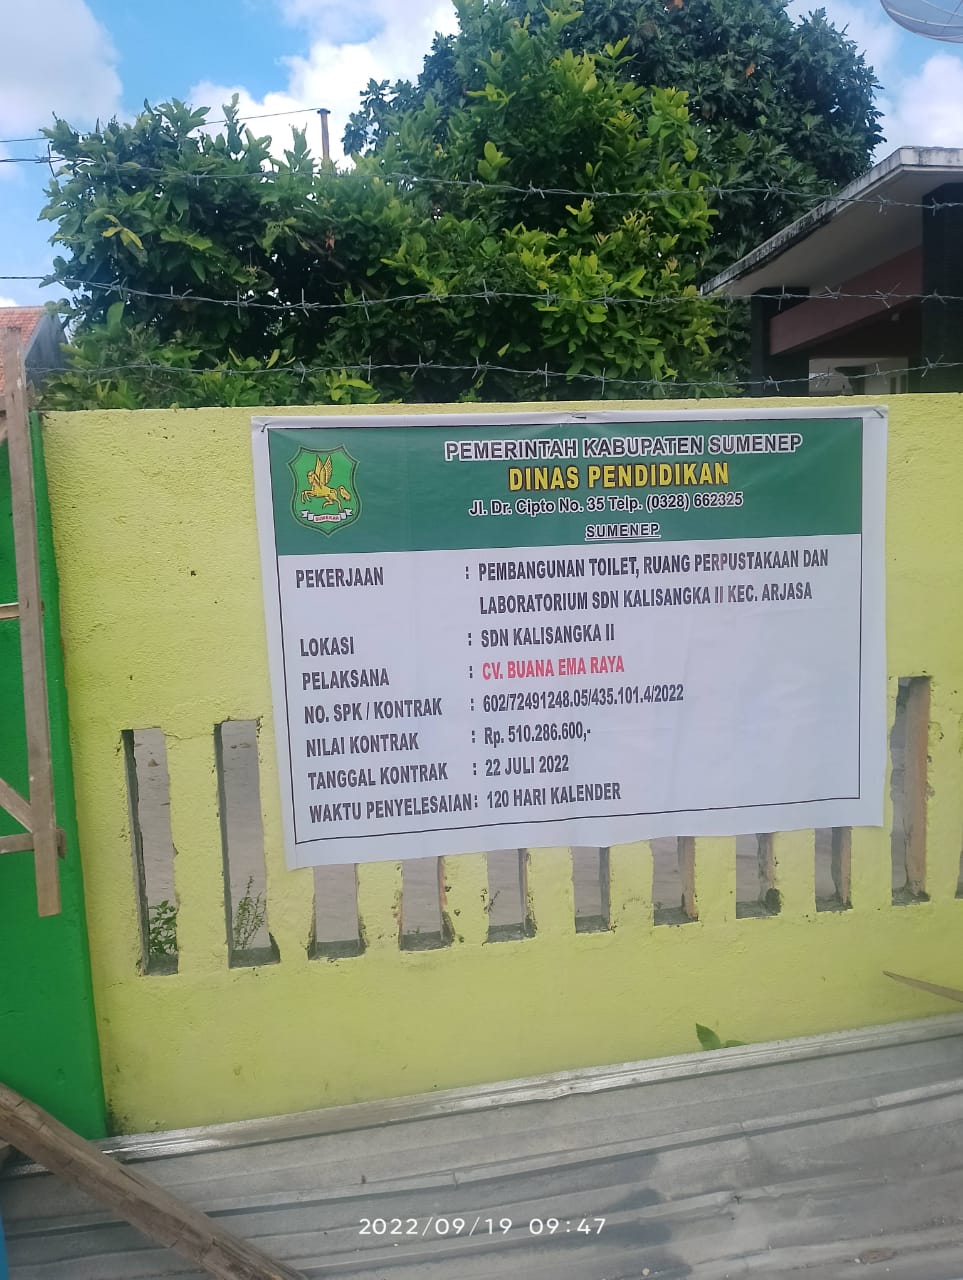 PEMERINTAH KABUPATEN SUMENEP
DINAS PENDIDIKAN
Jl. Dr. Cipto No. 35 Telp. (0328) 662325
SUMENEP
SUMENEP
PEKERJAAN : PEMBANGUNAN TOILET, RUANG PERPUSTAKAAN DAN
LABORATORIUM SDN KALISANGKA II KEC. ARJASA
LOKASI : SDN KALISANGKA II
PELAKSANA : CV. BUANA EMA RAYA
NO. SPK / KONTRAK : 602/72491248.05/435.101.4/2022
NILAI KONTRAK : Rp. 510.286.600,-
TANGGAL KONTRAK : 22 JULI 2022
WAKTU PENYELESAIAN : 120 HARI KALENDER
2022/09/19 09:47